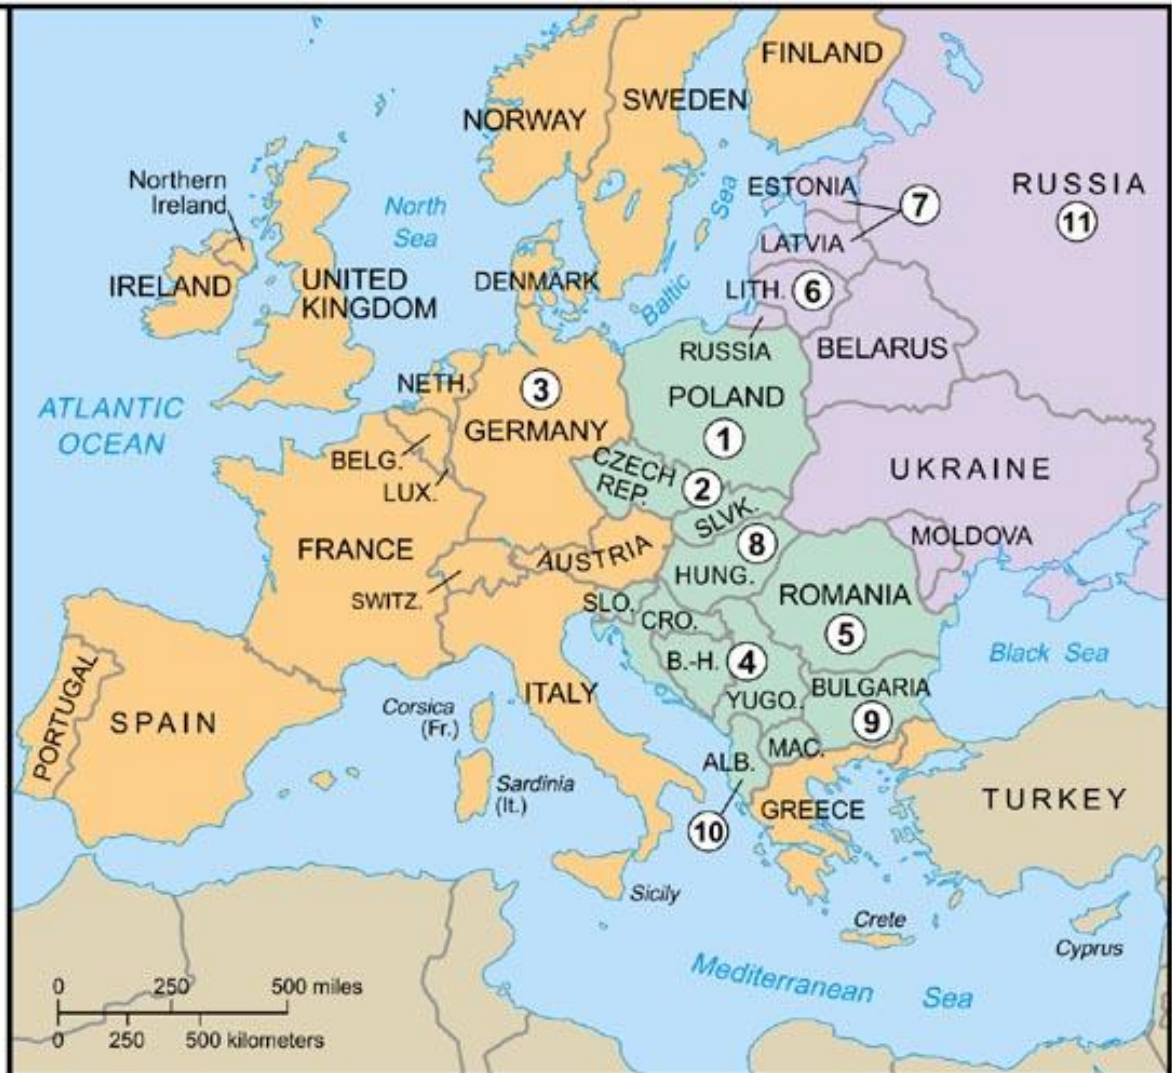 FINLAND
SWEDEN
NORWAY
Northern
Ireland
North
Sea
ESTONIA
7
RUSSIA
11
LATVIA
Baltic Sea
IRELAND
UNITED
KINGDOM
DENMARK
LITH.
6
RUSSIA
BELARUS
NETH.
3
GERMANY
POLAND
1
ATLANTIC
OCEAN
BELG.
LUX.
CZECH
REP.
2
SLVK.
UKRAINE
FRANCE
AUSTRIA
8
HUNG.
MOLDOVA
SWITZ.
SLO.
CRO.
ROMANIA
5
B.-H.
4
YUGO.
Black Sea
PORTUGAL
SPAIN
Corsica
(Fr.)
ITALY
BULGARIA
9
MAC.
ALB.
10
Sardinia
(It.)
GREECE
TURKEY
Sicily
Crete
Cyprus
Mediterranean Sea
0 250 500 miles
0 250 500 kilometers